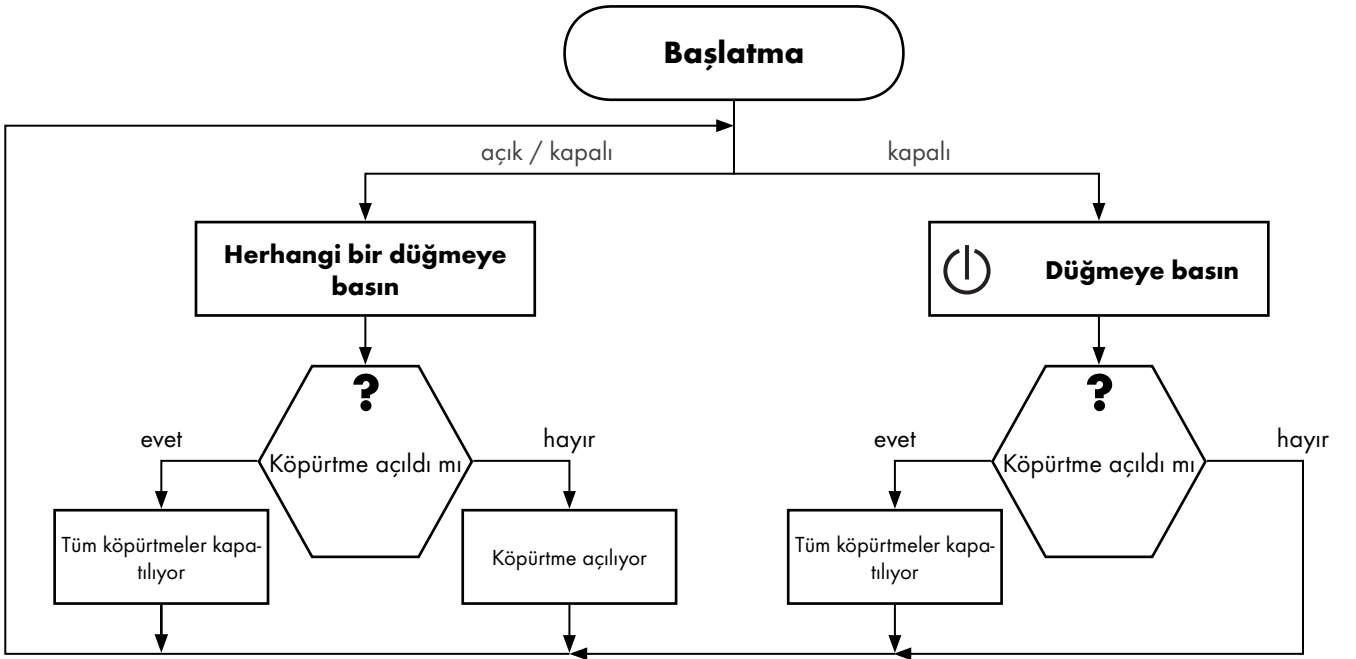 Başlatma
açık / kapalı
kapalı
Herhangi bir düğmeye
basın
Düğmeye basın
?
?
evet
hayır
evet
hayır
Köpürtme açıldı mı
Köpürtme açıldı mı
Tüm köpürtmeler kapa-
tılıyor
Köpürtme açılıyor
Tüm köpürtmeler kapa-
tılıyor